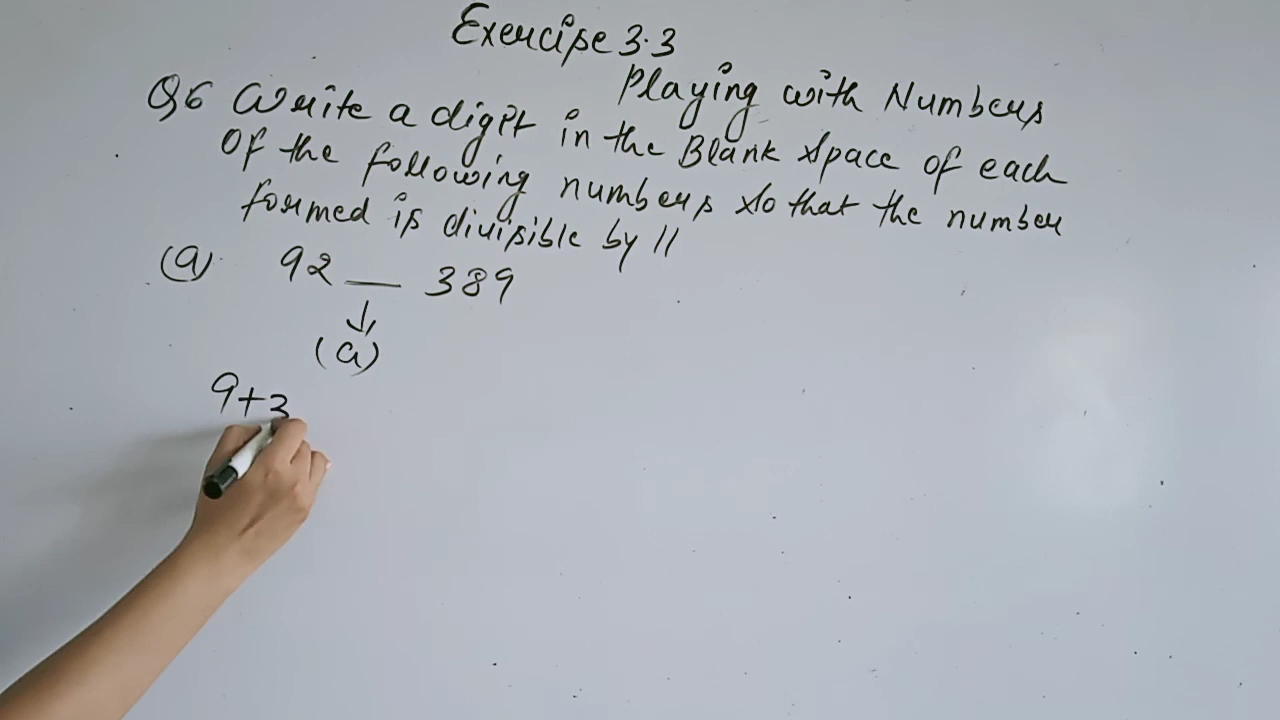 Exercise 3.3
Playing with Numbers
Q6 Write a digit in the Blank space of each
Of the following numbers so that the number
formed is divisible by 11
(a) 92 __ 389
↓
(a)
9+3